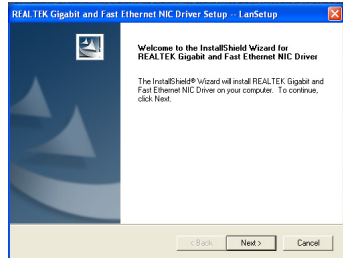 REALTEK Gigabit and Fast Ethernet NIC Driver Setup -- LanSetup
Welcome to the InstallShield Wizard for
REALTEK Gigabit and Fast Ethernet NIC Driver
The InstallShield® Wizard will install REALTEK Gigabit and
Fast Ethernet NIC Driver on your computer. To continue,
click Next.
< Back
Next >
Cancel